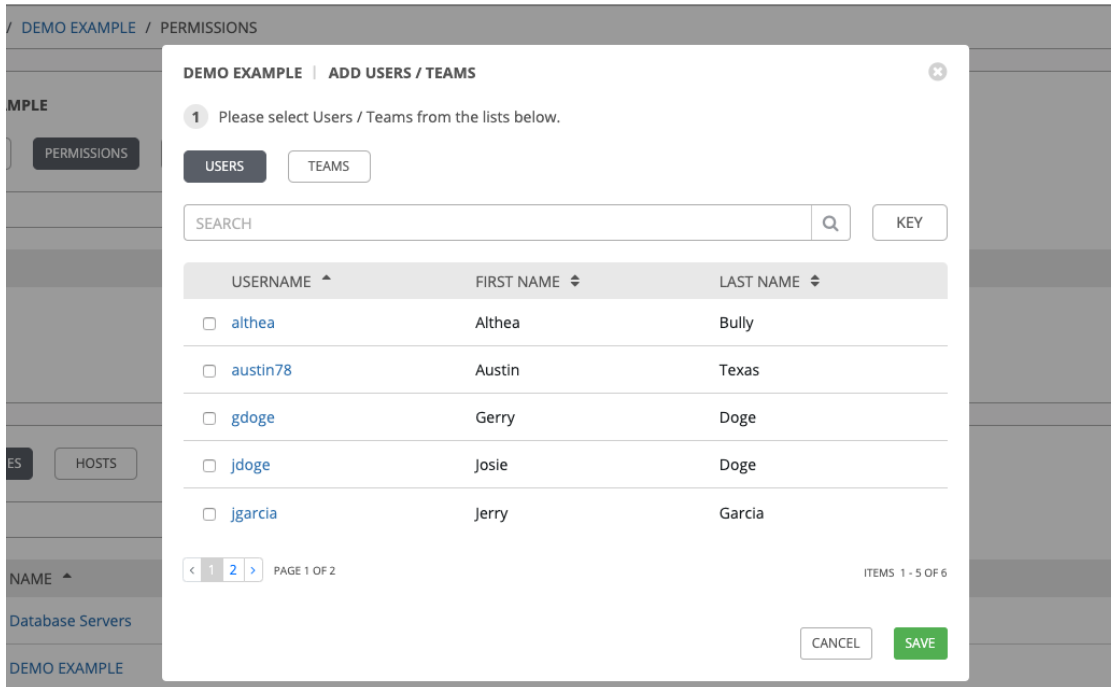 / DEMO EXAMPLE / PERMISSIONS
DEMO EXAMPLE | ADD USERS / TEAMS
AMPLE
1 Please select Users / Teams from the lists below.
PERMISSIONS
USERS TEAMS
SEARCH KEY
USERNAME FIRST NAME LAST NAME
althea Althea Bully
austin78 Austin Texas
gdoge Gerry Doge
ES HOSTS
jdoge Josie Doge
jgarcia Jerry Garcia
< 1 2 > PAGE 1 OF 2 ITEMS 1 - 5 OF 6
NAME
Database Servers
CANCEL SAVE
DEMO EXAMPLE